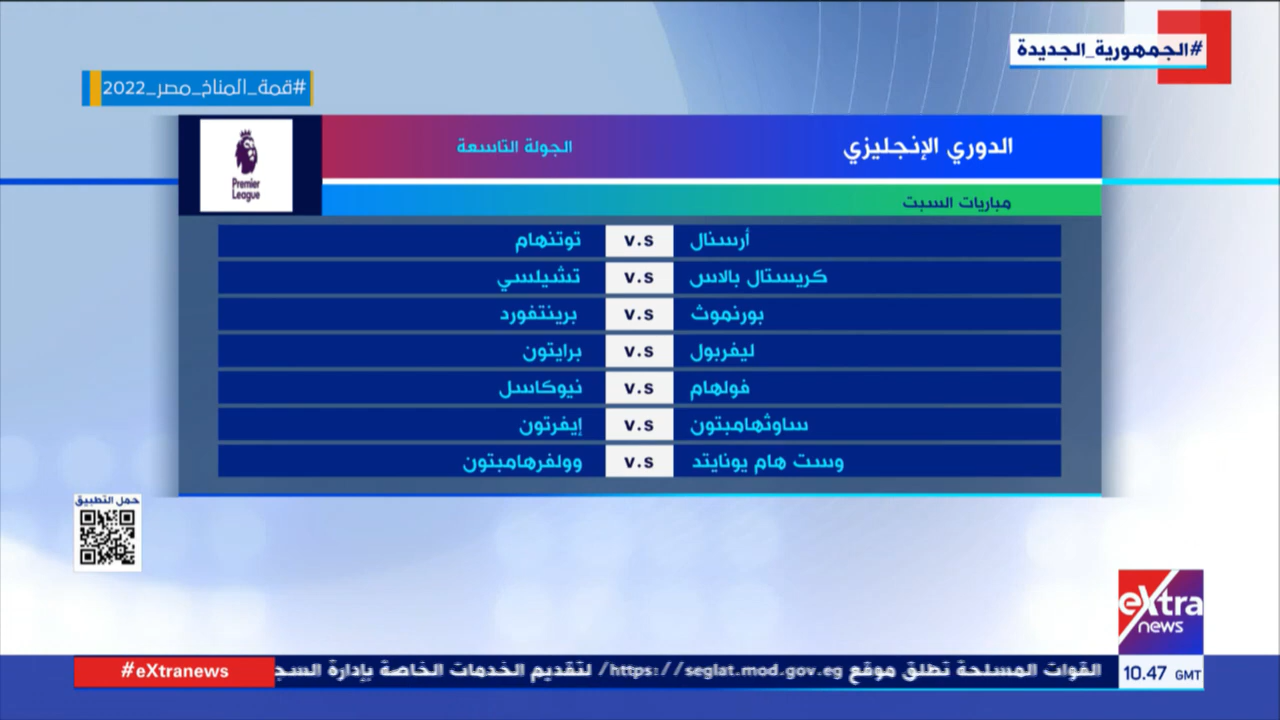 #الجمهورية_الجديدة
#قمة_المناخ_مصر_2022
الدوري الإنجليزي
الجولة التاسعة
Premier
League
مباريات السبت
أرسنال v.s توتنهام
كريستال بالاس v.s تشيلسي
بورنموث v.s برينتفورد
ليفربول v.s برايتون
فولهام v.s نيوكاسل
ساوثهامبتون v.s إيفرتون
وست هام يونايتد v.s وولفرهامبتون
حمل التطبيق
eXtra
news
القوات المسلحة تطلق موقع https://seglat.mod.gov.eg/ لتقديم الخدمات الخاصة بإدارة السج
#eXtranews
10.47 GMT